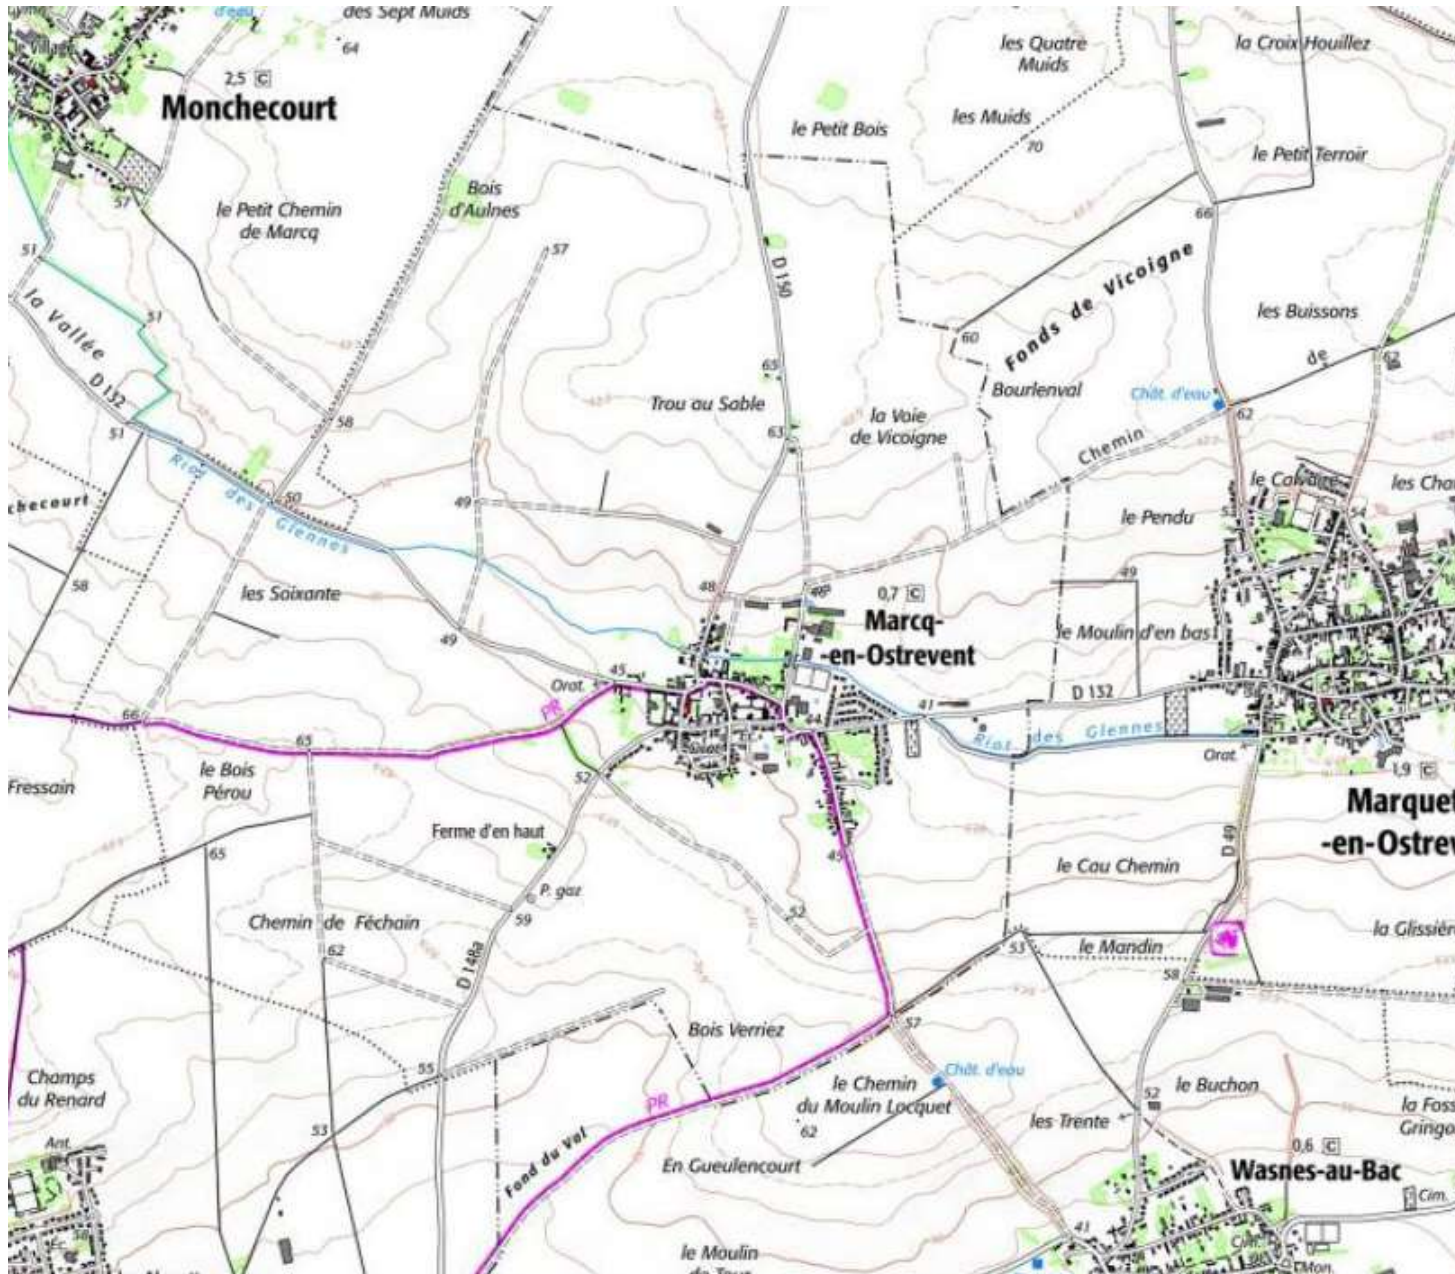 d'eau
des Sept Muids
64
le Village
2,5 C
Monchecourt
les Quatre
Muids
la Croix Houillez
le Petit Bois
les Muids
70
le Petit Terroir
57
le Petit Chemin
de Marcq
Bois
d'Aulnes
66
51
57
D 150
Fonds de Vicoigne
la Vallée
51
les Buissons
60
de
62
D 132
65
Bourlenval
Chât. d'eau
62
Trou au Sable
la Voie
de Vicoigne
51
58
63
Chemin
Riot des Glennes
50
49
le Calvaire
les Cha
checourt
le Pendu
54
58
les Soixante
48
0,7 C
49
Marcq-
-en-Ostrevent
49
le Moulin d'en bas
45
Orat.
PR
D 132
66
41
44
Riot des Glennes
63
Orat.
le Bois
Pérou
52
Fressain
1,9 C
Marquet
-en-Ostrev
Ferme d'en haut
65
45
D 49
le Cau Chemin
P. gaz
59
52
Chemin de Féchain
la Glissièr
62
53
le Mandin
D 148a
58
Bois Verriez
57
55
Chât. d'eau
Champs
du Renard
le Chemin
du Moulin Locquet
le Buchon
PR
52
les Trente
la Foss
Gringo
53
62
Ant.
Fond du Val
En Gueulencourt
0,6 C
Wasnes-au-Bac
Cim.
58
41
le Moulin
Cim.
Mon.